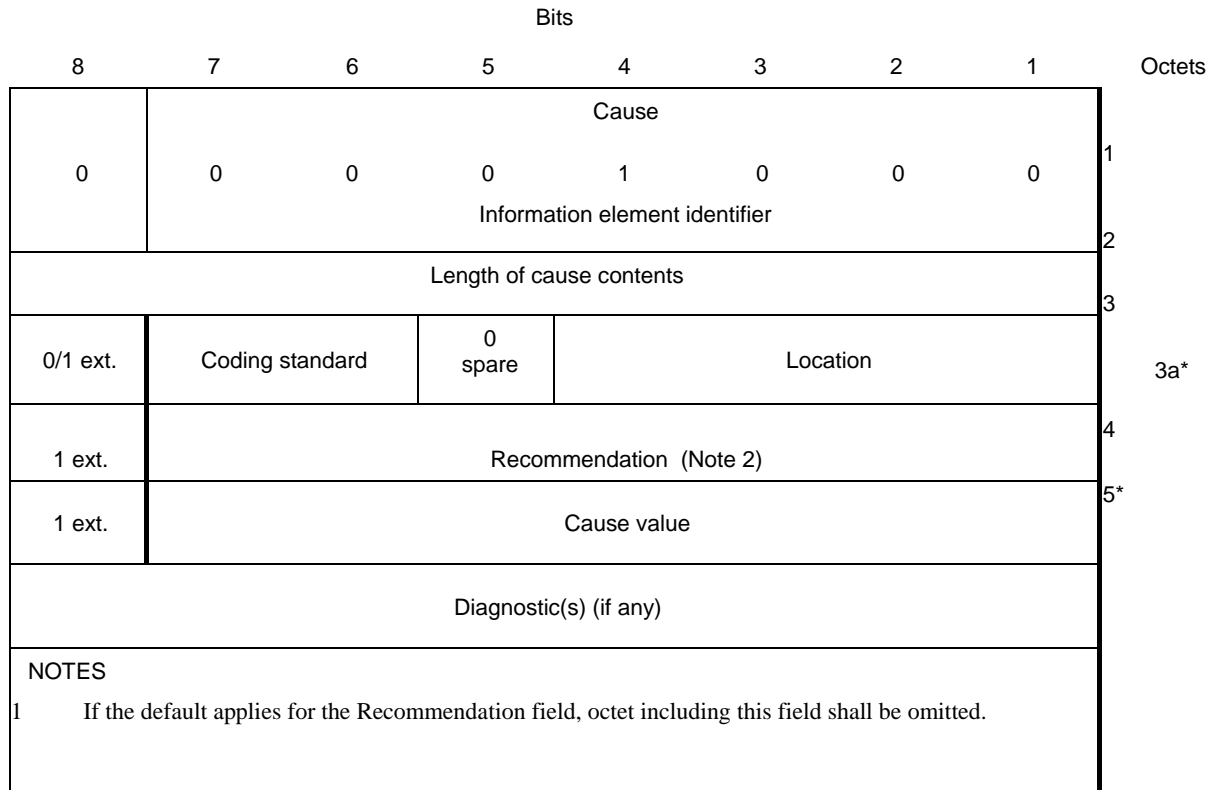 Bits
8 7 6 5 4 3 2 1 Octets
Cause
0 0 0 0 1 0 0 0 1
Information element identifier
2
Length of cause contents
3
0/1 ext. Coding standard 0 spare Location 3a*
4
1 ext. Recommendation (Note 2)
5*
1 ext. Cause value
Diagnostic(s) (if any)
NOTES
1 If the default applies for the Recommendation field, octet including this field shall be omitted.